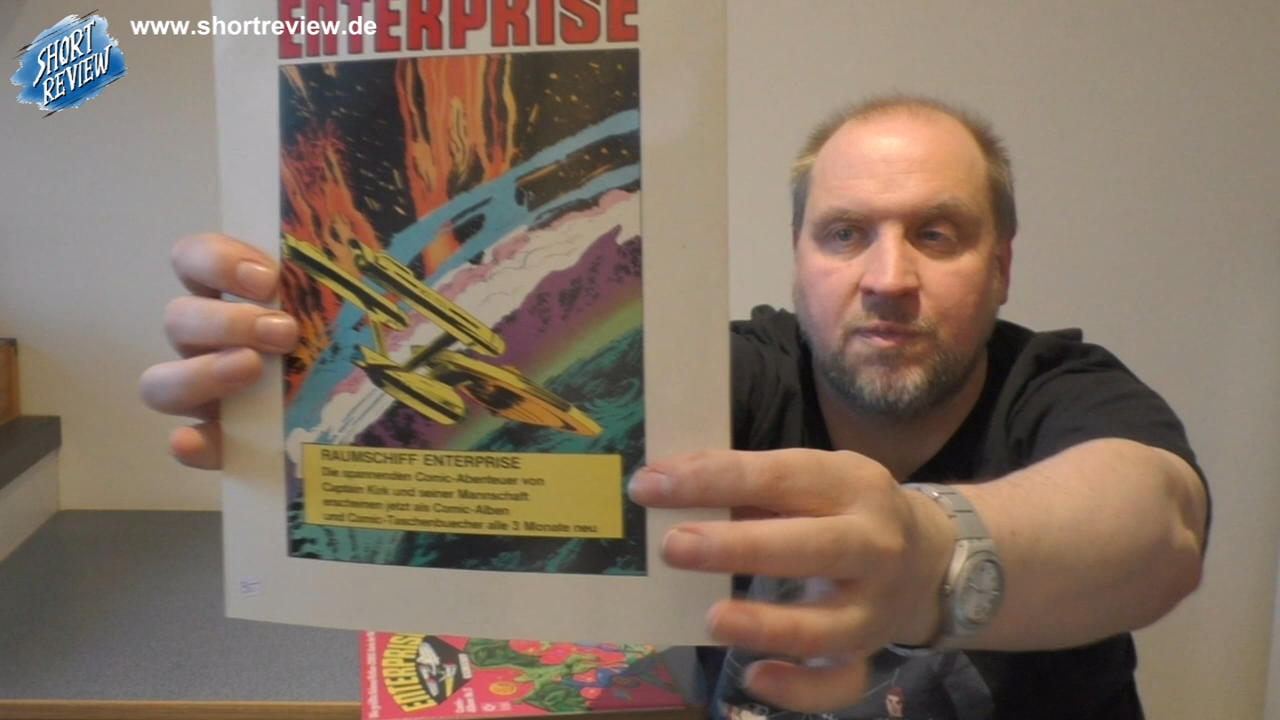 SHORT
REVIEW
www.shortreview.de
ENTERPRISE
RAUMSCHIFF ENTERPRISE
Die spannenden Comic-Abenteuer von
Captain Kirk und seiner Mannschaft
erscheinen jetzt als Comic-Alben
und Comic-Taschenbuecher alle 3 Monate neu
35
ENTERPRISE